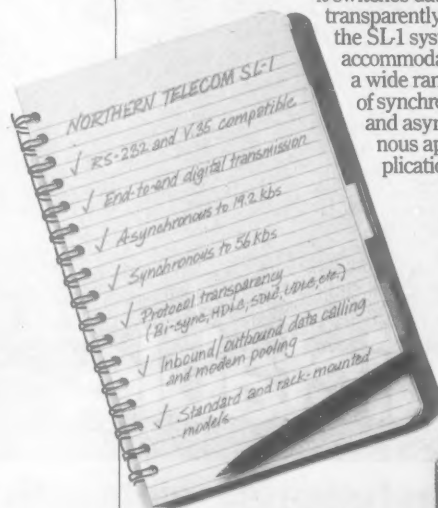 transparently
the SL-1 sys
accommoda
a wide ran
of synchro
and asyn
nous ap
plicatio
NORTHERN TELECOM SL-1
✓ RS-232 and V.35 compatible
✓ End-to-end digital transmission
✓ Asynchronous to 19.2 kbs
✓ Synchronous to 56 kbs
✓ Protocol transparency
(Bi-sync, HDLC, SDLC, UDLC, etc.)
✓ Inbound/outbound data calling
and modem pooling
✓ Standard and rack-mounted
models